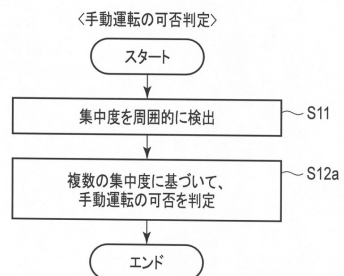 〈手動運転の可否判定〉
スタート
集中度を周囲的に検出
S11
複数の集中度に基づいて、
手動運転の可否を判定
S12a
エンド